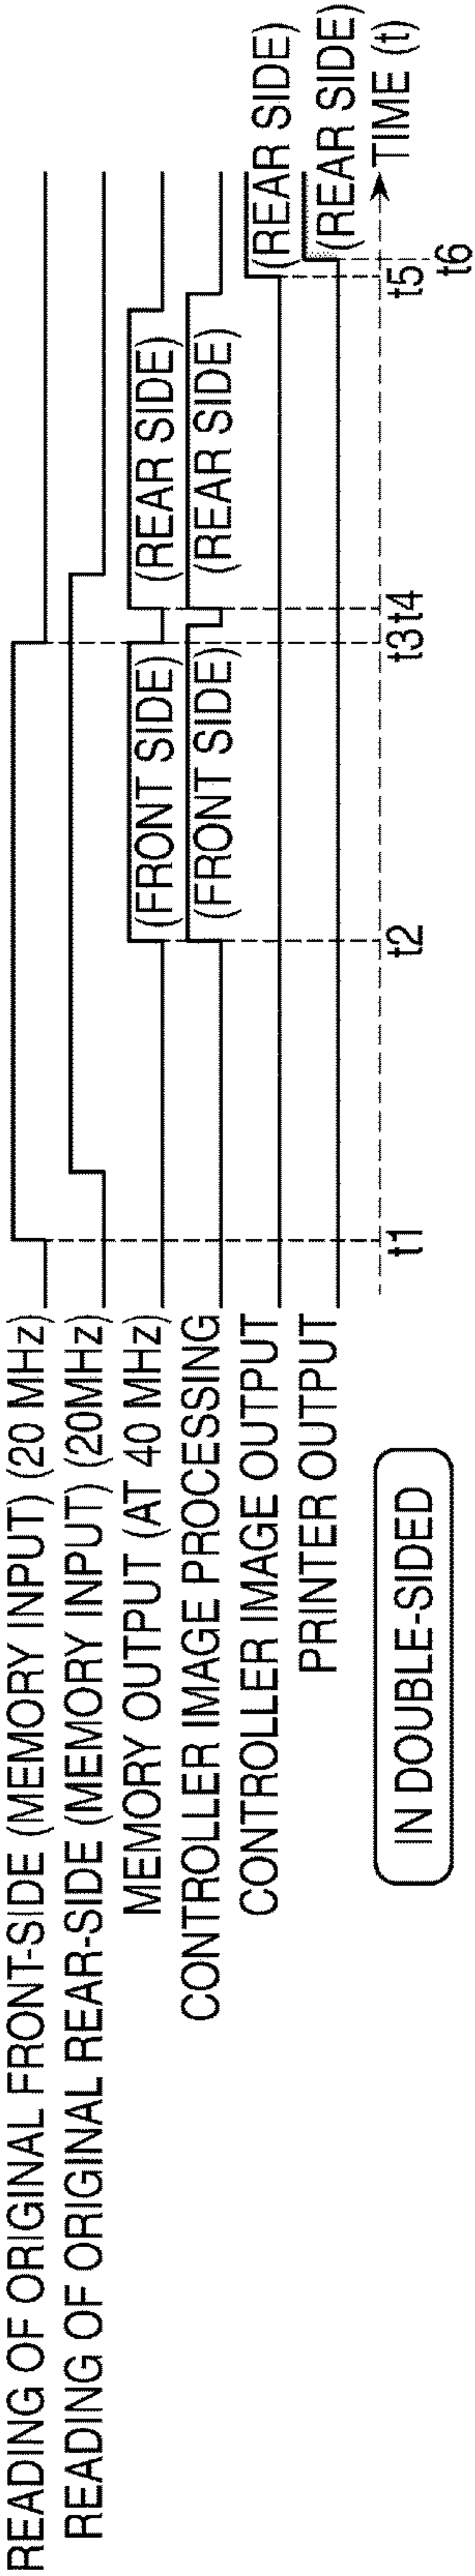 READING OF ORIGINAL FRONT-SIDE (MEMORY INPUT) (20 MHz)
READING OF ORIGINAL REAR-SIDE (MEMORY INPUT) (20MHz)
MEMORY OUTPUT (AT 40 MHz)
(FRONT SIDE)
(REAR SIDE)
CONTROLLER IMAGE PROCESSING
(FRONT SIDE)
(REAR SIDE)
CONTROLLER IMAGE OUTPUT
(REAR SIDE)
PRINTER OUTPUT
(REAR SIDE)
TIME (t)
t1
t2
t3
t4
t5
t6
IN DOUBLE-SIDED